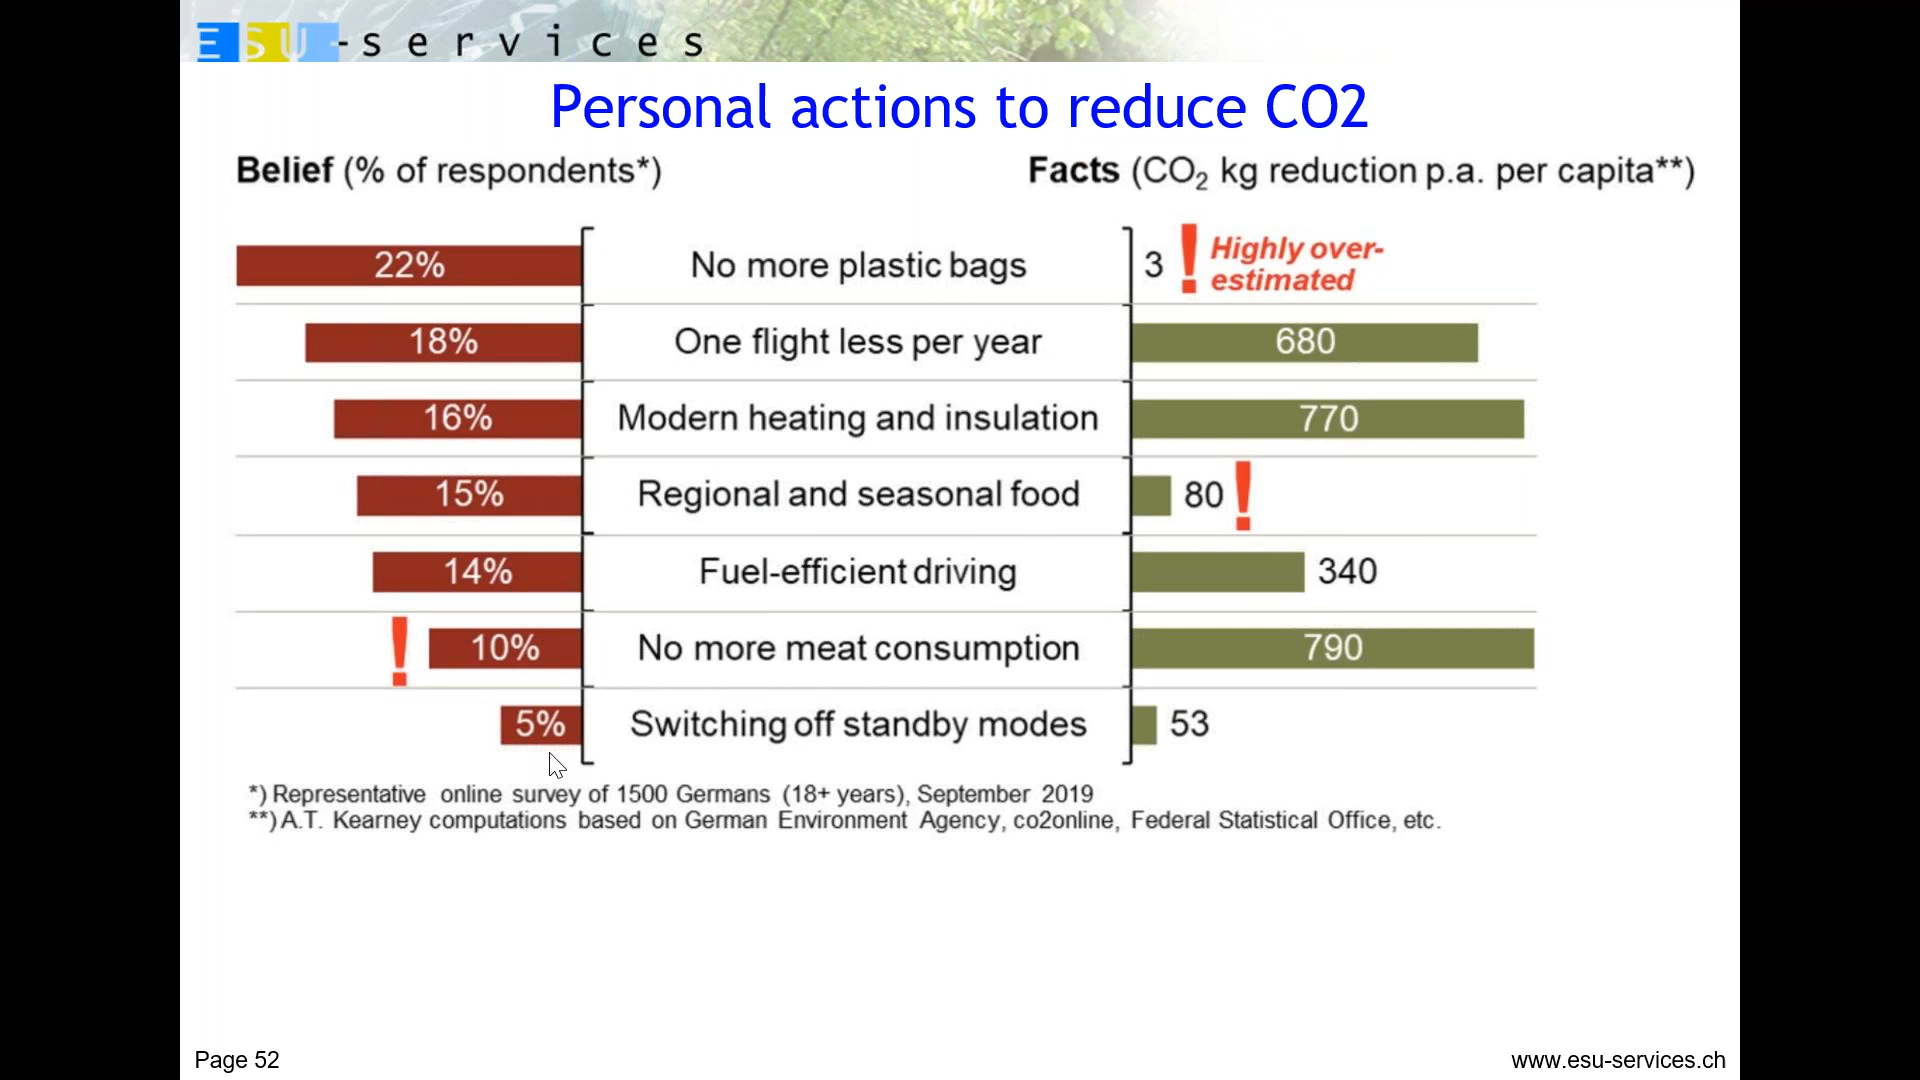 ESU-services
Personal actions to reduce CO2
Belief (% of respondents*)
Facts (CO₂ kg reduction p.a. per capita**)
22% No more plastic bags 3 ! Highly over-
estimated
18% One flight less per year 680
16% Modern heating and insulation 770
15% Regional and seasonal food 80 !
14% Fuel-efficient driving 340
! 10% No more meat consumption 790
5% Switching off standby modes 53
*) Representative online survey of 1500 Germans (18+ years), September 2019
**) A.T. Kearney computations based on German Environment Agency, co2online, Federal Statistical Office, etc.
Page 52
www.esu-services.ch